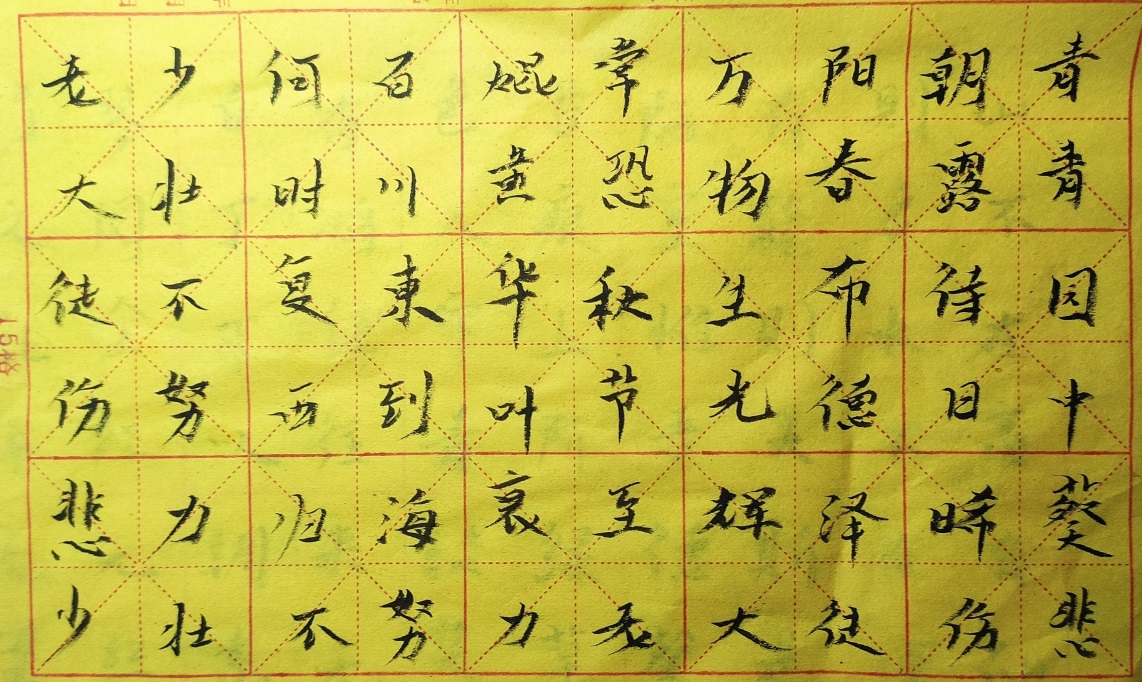 青青园中葵悲
朝露待日晞伤
阳春布德泽徒
万物生光辉大
常恐秋节至老
焜黄华叶衰力
百川東到海努
何时复西归不
少壮不努力壮
老大徒伤悲少